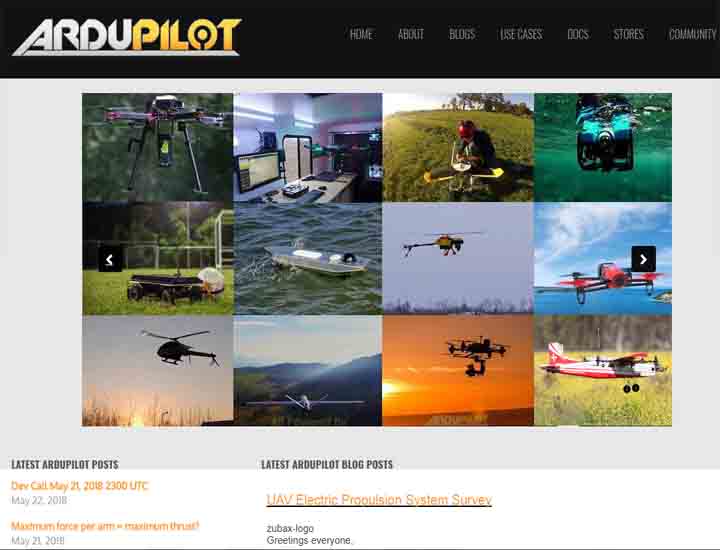 ARDUPILOT
HOME ABOUT BLOGS USE CASES DOCS STORES COMMUNITY
ARDUPILOT
LATEST ARDUPILOT POSTS
Dev Call May 21, 2018 2300 UTC
May 22, 2018
Maximum force per arm = maximum thrust?
May 21, 2018
LATEST ARDUPILOT BLOG POSTS
UAV Electric Propulsion System Survey
zubax-logo
Greetings everyone,